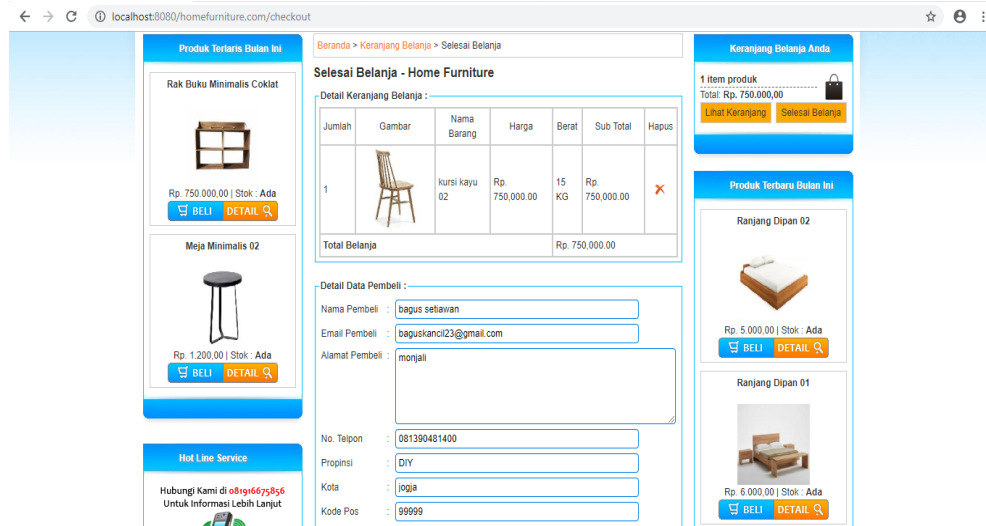 localhost:8080/homefurniture.com/checkout
Produk Terlaris Bulan Ini
Rak Buku Minimalis Coklat
Rp. 750.000,00 | Stok : Ada
BELI DETAIL
Meja Minimalis 02
Rp. 1.200,00 | Stok : Ada
BELI DETAIL
Hot Line Service
Hubungi Kami di 081916675856
Untuk Informasi Lebih Lanjut
Beranda > Keranjang Belanja > Selesai Belanja
Selesai Belanja - Home Furniture
Detail Keranjang Belanja :
Jumlah Gambar Nama Barang Harga Berat Sub Total Hapus
1 kursi kayu 02 Rp. 750,000.00 15 KG Rp. 750,000.00
Total Belanja Rp. 750,000.00
Detail Data Pembeli :
Nama Pembeli : bagus setiawan
Email Pembeli : baguskancil23@gmail.com
Alamat Pembeli : monjali
No. Telpon : 081390481400
Propinsi : DIY
Kota : jogja
Kode Pos : 99999
Keranjang Belanja Anda
1 item produk
Total: Rp. 750.000,00
Lihat Keranjang Selesai Belanja
Produk Terbaru Bulan Ini
Ranjang Dipan 02
Rp. 5.000,00 | Stok : Ada
BELI DETAIL
Ranjang Dipan 01
Rp. 6.000,00 | Stok : Ada
BELI DETAIL